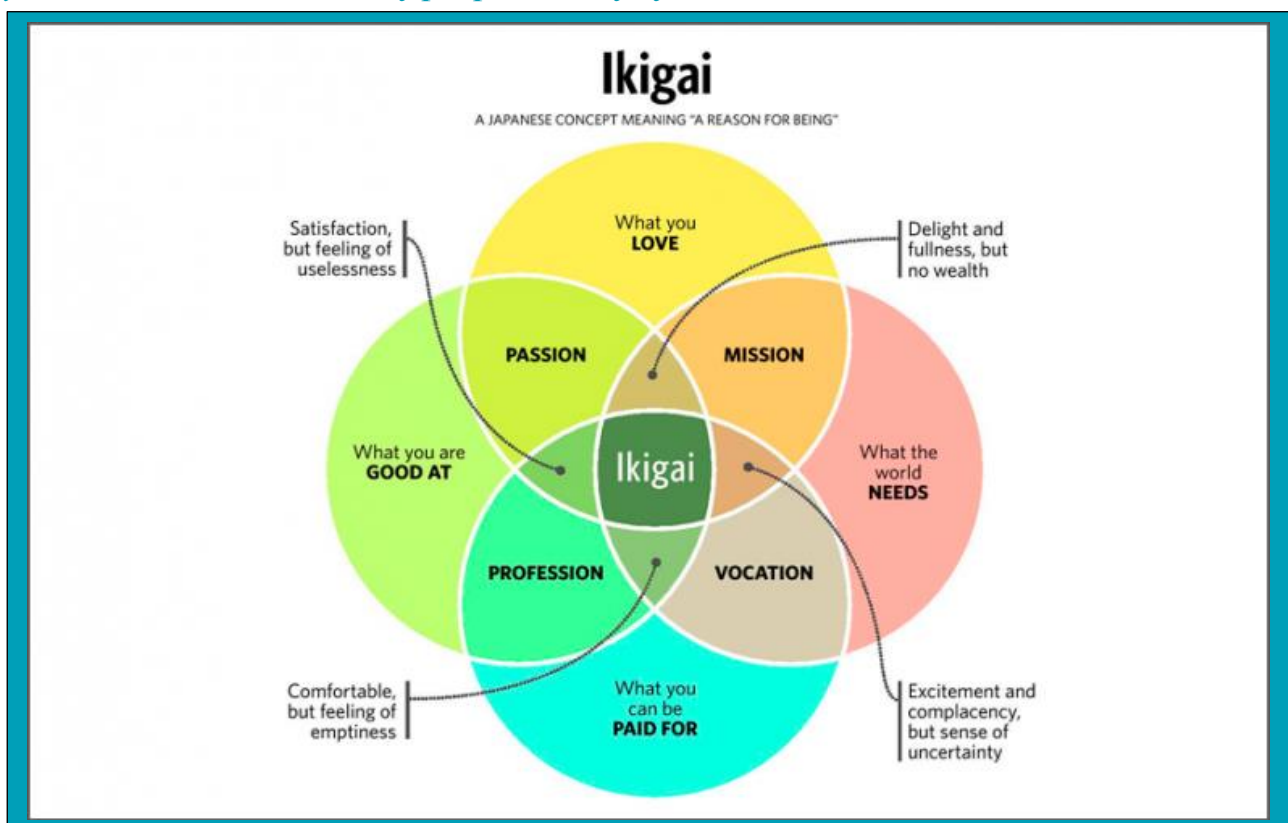 Ikigai
A JAPANESE CONCEPT MEANING "A REASON FOR BEING"
What you
LOVE
Satisfaction,
but feeling of
uselessness
Delight and
fullness, but
no wealth
PASSION
MISSION
What you are
GOOD AT
Ikigai
What the
world
NEEDS
PROFESSION
VOCATION
Comfortable,
but feeling of
emptiness
What you
can be
PAID FOR
Excitement and
complacency,
but sense of
uncertainty